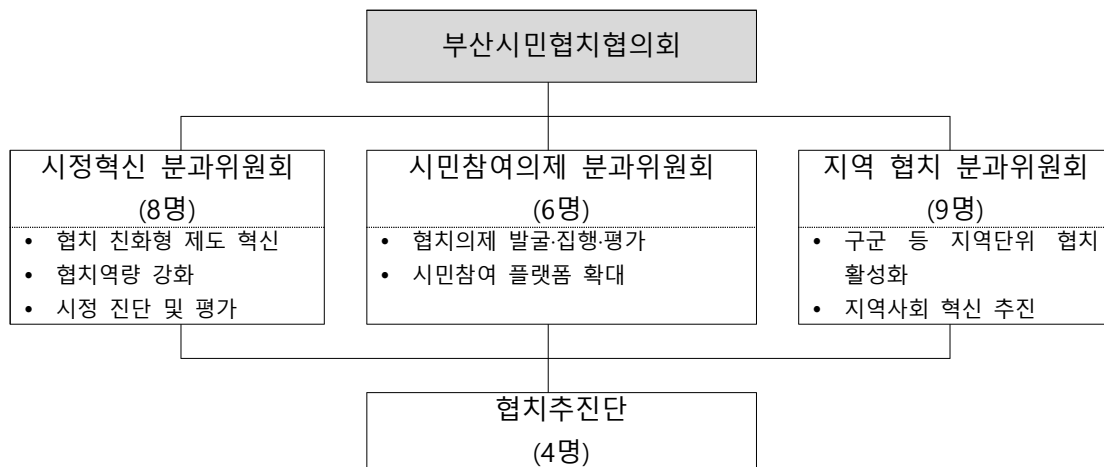 부산시민협치협의회
시정혁신 분과위원회
(8명)
• 협치 친화형 제도 혁신
• 협치역량 강화
• 시정 진단 및 평가
시민참여의제 분과위원회
(6명)
• 협치의제 발굴·집행·평가
• 시민참여 플랫폼 확대
지역 협치 분과위원회
(9명)
• 구군 등 지역단위 협치
활성화
• 지역사회 혁신 추진
협치추진단
(4명)